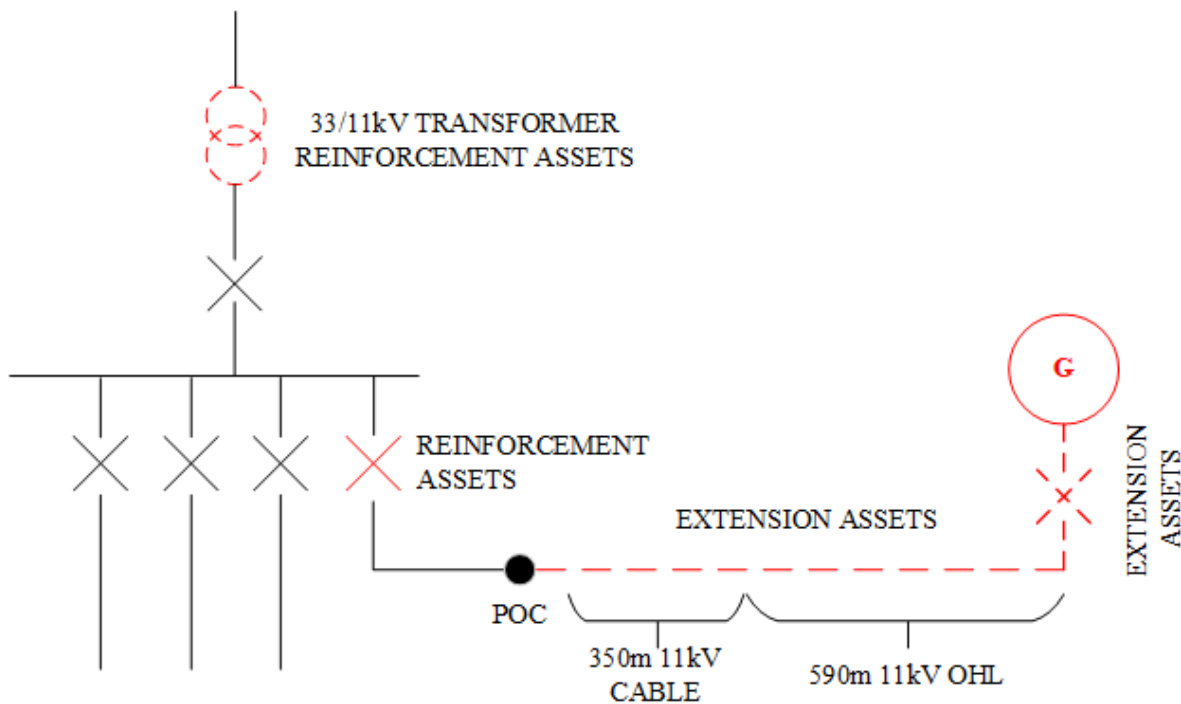 33/11kV TRANSFORMER
REINFORCEMENT ASSETS
G
REINFORCEMENT
ASSETS
EXTENSION ASSETS
EXTENSION
ASSETS
POC
350m 11kV
CABLE
590m 11kV OHL